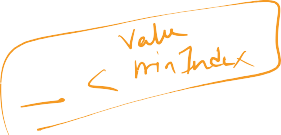 value
_ < minIndex